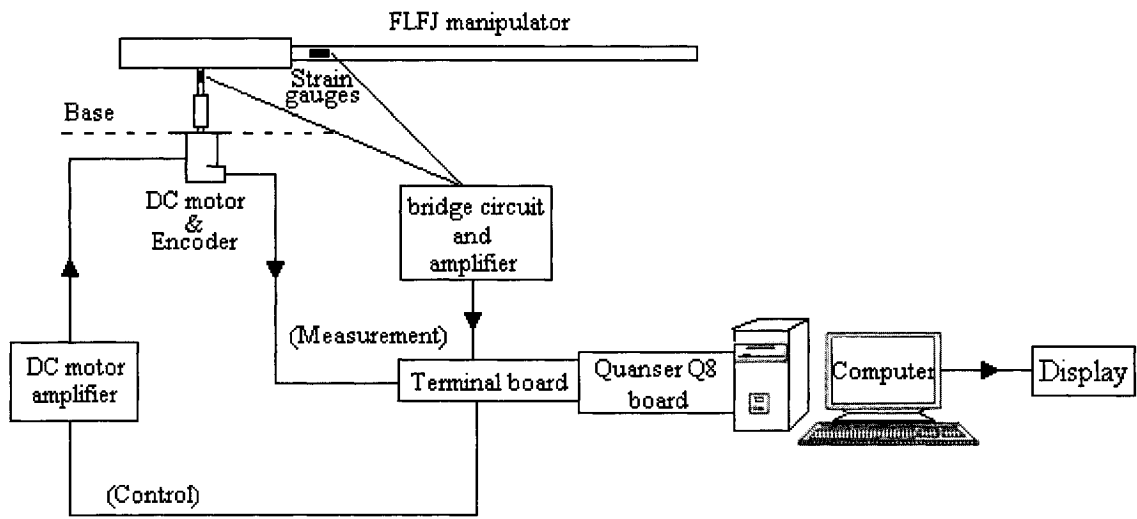 FLFJ manipulator
Strain
gauges
Base
DC motor
&
Encoder
bridge circuit
and
amplifier
(Measurement)
DC motor
amplifier
Terminal board
Quanser Q8
board
Computer
Display
(Control)